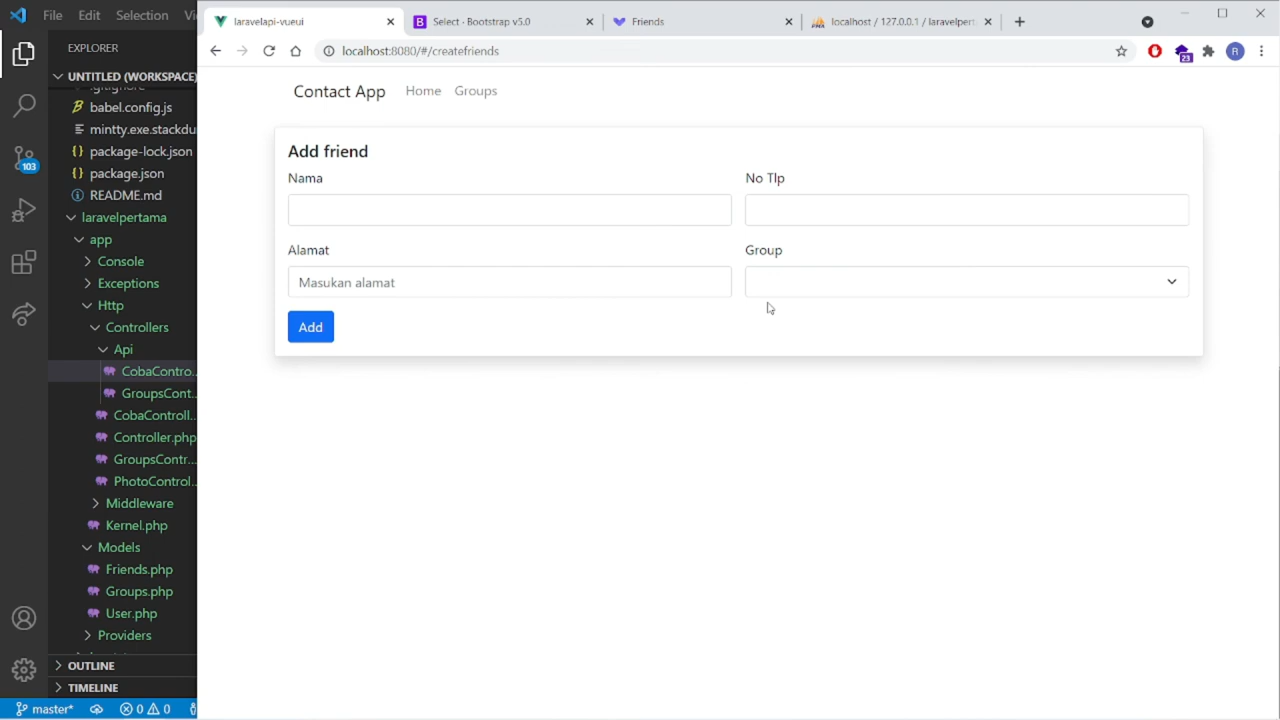 File Edit Selection Vi
laravelapi-vueui
Select · Bootstrap v5.0
Friends
localhost / 127.0.0.1 / laravelpert
localhost:8080/#/createfriends
23
R
EXPLORER
UNTITLED (WORKSPACE)
.gitignore
babel.config.js
mintty.exe.stackdu
package-lock.json
package.json
README.md
laravelpertama
app
Console
Exceptions
Http
Controllers
Api
CobaContro...
GroupsCont...
CobaControll...
Controller.php
GroupsContr...
PhotoControl...
Middleware
Kernel.php
Models
Friends.php
Groups.php
User.php
Providers
OUTLINE
TIMELINE
103
master*
0 0
Contact App Home Groups
Add friend
Nama No Tlp
Alamat Group
Masukan alamat
Add